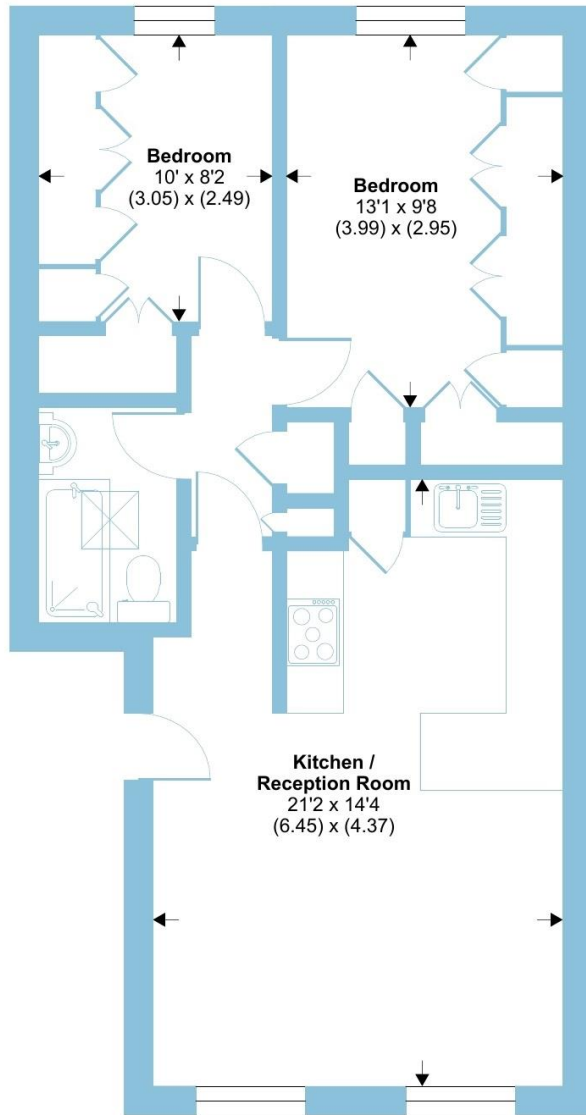 Bedroom
10' x 8'2
(3.05) x (2.49)
Bedroom
13'1 x 9'8
(3.99) x (2.95)
Kitchen /
Reception Room
21'2 x 14'4
(6.45) x (4.37)